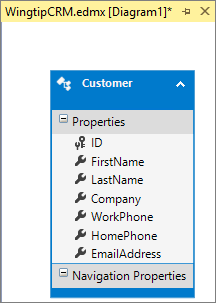 WingtipCRM.edmx [Diagram1]*
Customer
Properties
ID
FirstName
LastName
Company
WorkPhone
HomePhone
EmailAddress
Navigation Properties